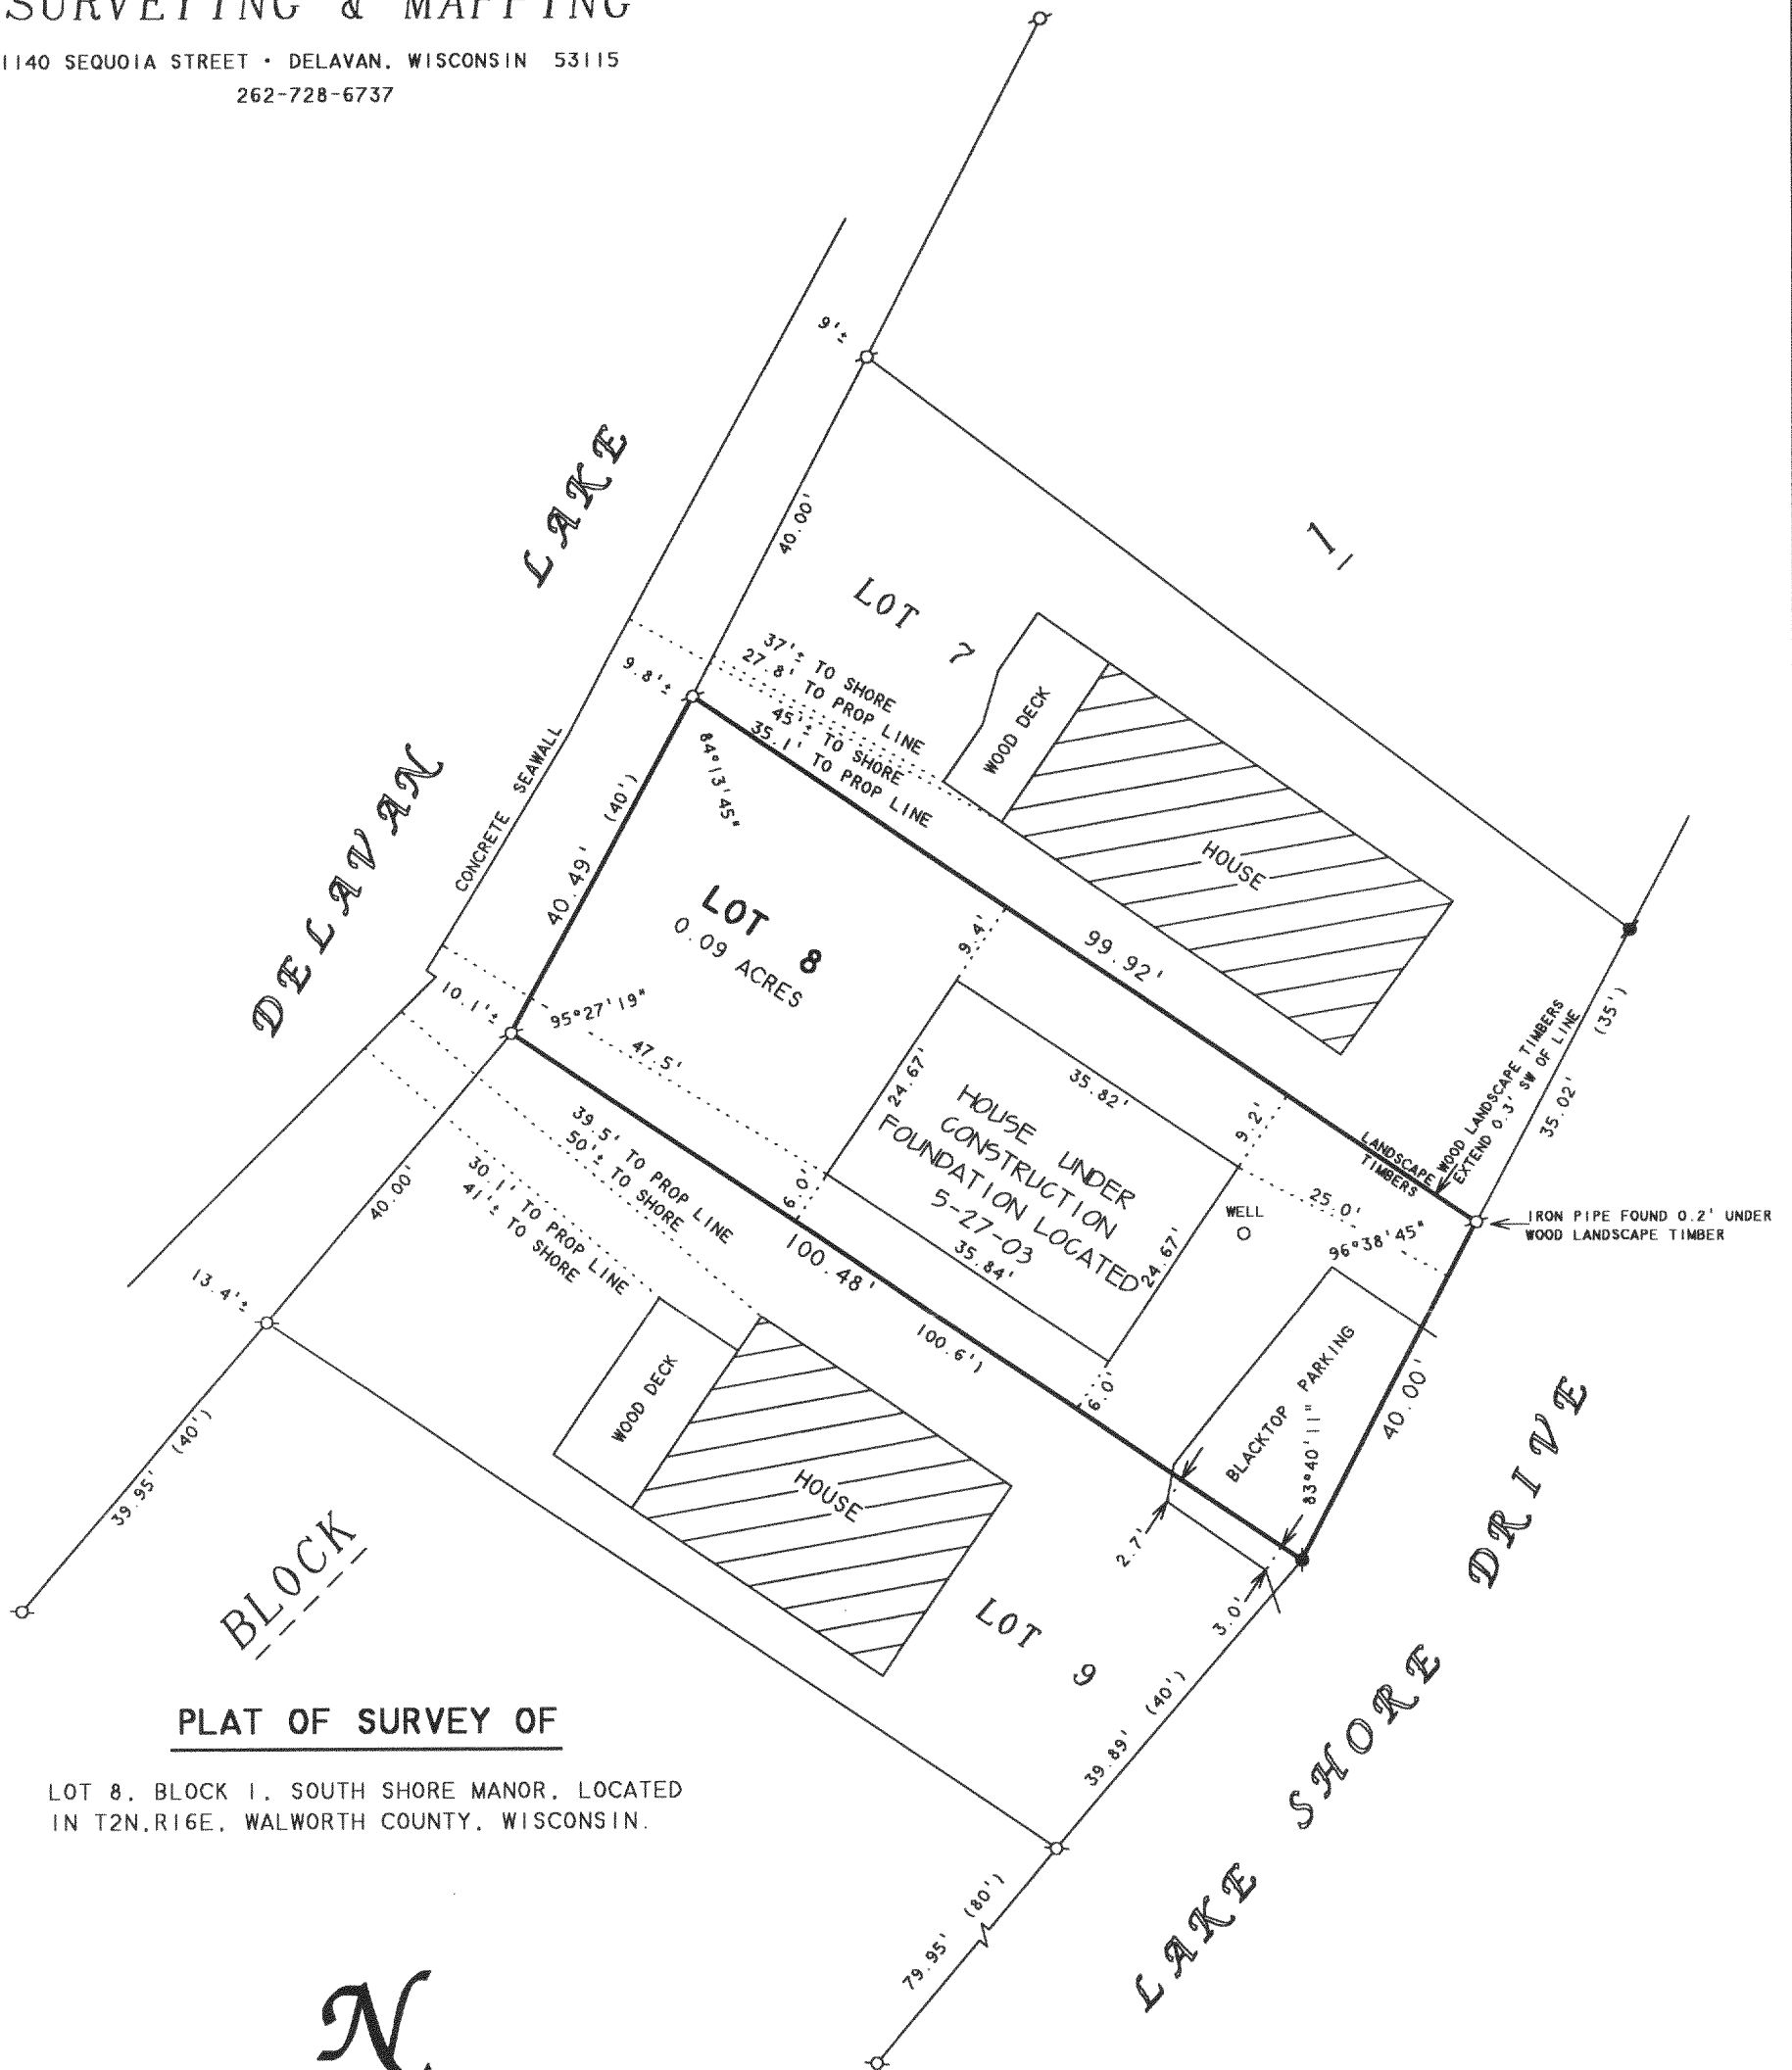 SURVEYING & MAPPING
1140 SEQUOIA STREET • DELAVAN, WISCONSIN 53115
262-728-6737
9'±
DELAVAN LAKE
40.00'
LOT 7
1
37'± TO SHORE
27.8' TO PROP LINE
45'± TO SHORE
35.1' TO PROP LINE
9.8'±
WOOD DECK
HOUSE
CONCRETE SEAWALL
40.49' (40')
84°13'45"
LOT 8
0.09 ACRES
9.4'
99.92'
10.1'±
95°27'19"
47.5'
24.67'
35.82'
HOUSE UNDER
CONSTRUCTION
FOUNDATION LOCATED
5-27-03
35.84'
24.67'
9.2'
6.0'
LANDSCAPE
TIMBERS
WOOD LANDSCAPE TIMBERS
EXTEND 0.3' SW OF LINE
(35')
35.02'
25.0'
WELL
96°38'45"
IRON PIPE FOUND 0.2' UNDER
WOOD LANDSCAPE TIMBER
39.5' TO PROP LINE
50'± TO SHORE
30.1' TO PROP LINE
41'± TO SHORE
40.00'
13.4'±
100.48'
100.6')
6.0'
BLACKTOP PARKING
83°40'11"
40.00'
WOOD DECK
HOUSE
2.7'
3.0'
39.95' (40')
BLOCK
LOT 9
39.89' (40')
LAKE SHORE DRIVE
PLAT OF SURVEY OF
LOT 8, BLOCK 1, SOUTH SHORE MANOR, LOCATED
IN T2N,R16E, WALWORTH COUNTY, WISCONSIN.
79.95' (80')
N